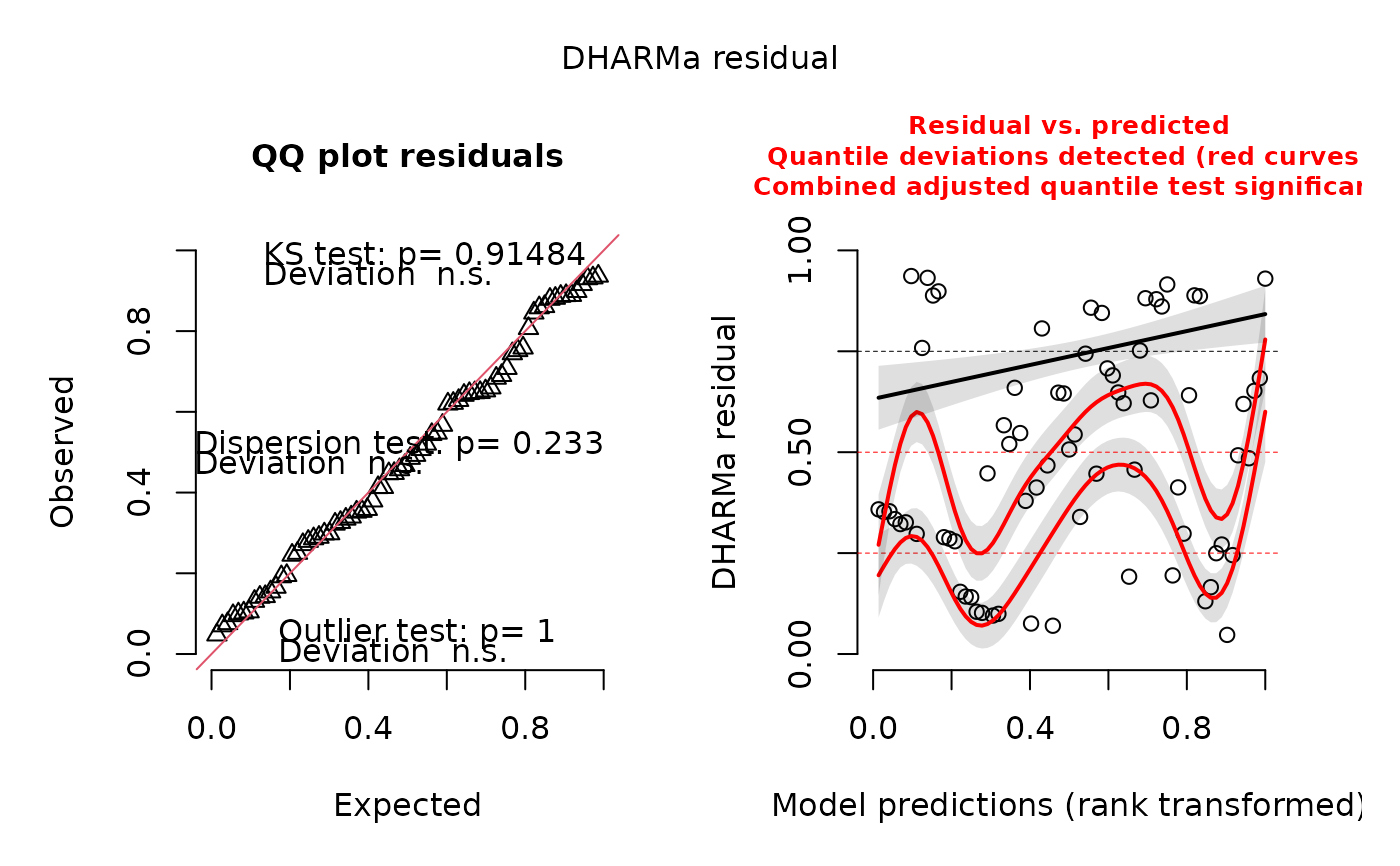 DHARMa residual
QQ plot residuals
KS test: p= 0.91484
Deviation n.s.
Dispersion test: p= 0.233
Deviation n.s.
Outlier test: p= 1
Deviation n.s.
Observed
0.0
0.4
0.8
0.0
0.4
0.8
Expected
Residual vs. predicted
Quantile deviations detected (red curves
Combined adjusted quantile test significan
DHARMa residual
0.00
0.50
1.00
0.0
0.4
0.8
Model predictions (rank transformed)